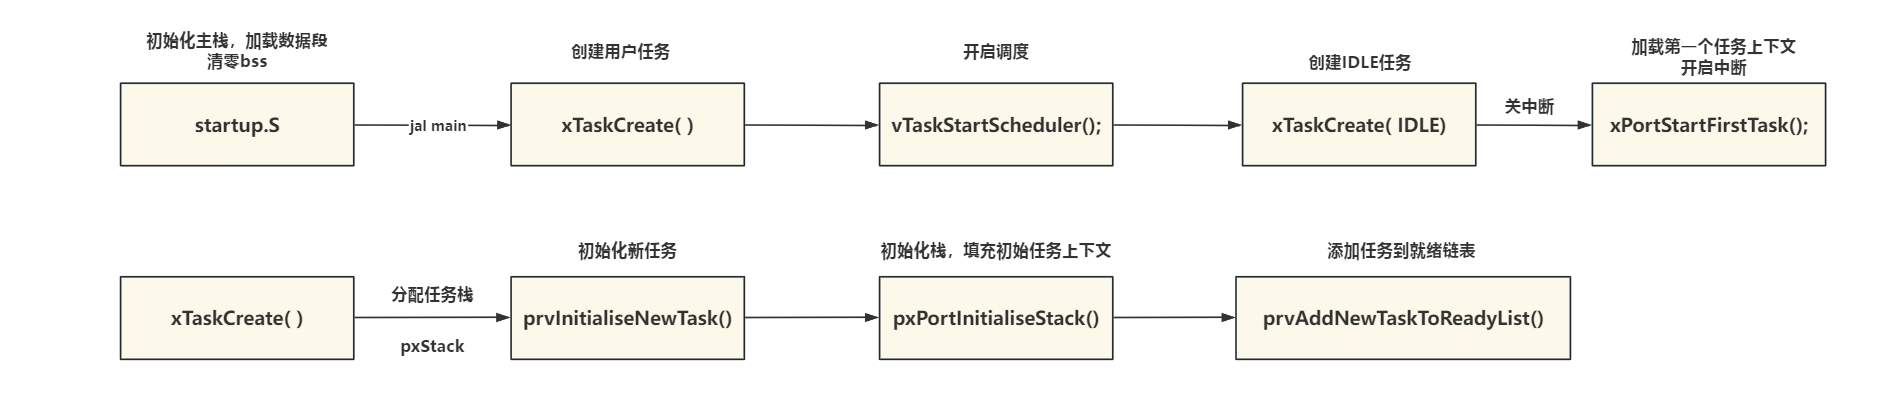 初始化主栈，加载数据段
清零bss
创建用户任务
开启调度
创建IDLE任务
加载第一个任务上下文
开启中断
startup.S
jal main
xTaskCreate( )
vTaskStartScheduler();
xTaskCreate( IDLE)
关中断
xPortStartFirstTask();
初始化新任务
初始化栈，填充初始任务上下文
添加任务到就绪链表
xTaskCreate( )
分配任务栈
pxStack
prvInitialiseNewTask()
pxPortInitialiseStack()
prvAddNewTaskToReadyList()